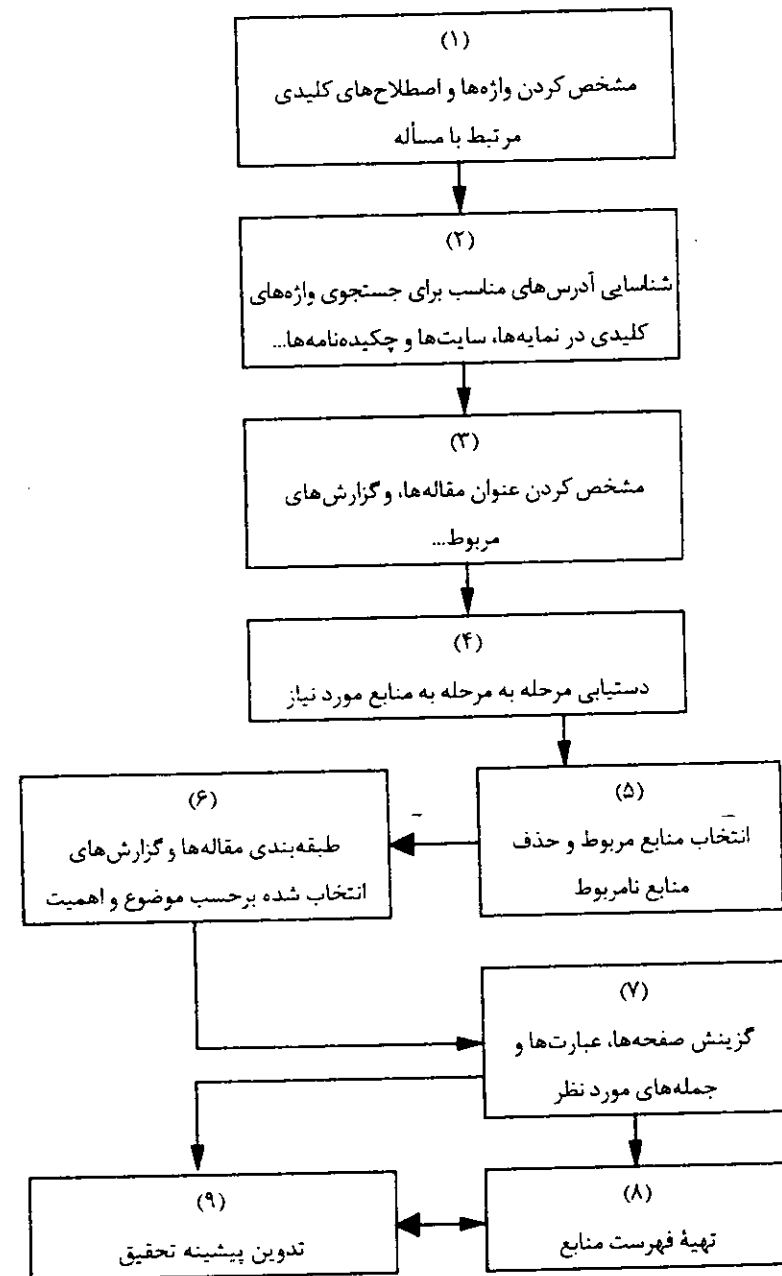 (۱)
مشخص کردن واژه‌ها و اصطلاح‌های کلیدی
مرتبط با مسأله
(۲)
شناسایی آدرس‌های مناسب برای جستجوی واژه‌های
کلیدی در نمایه‌ها، سایت‌ها و چکیده‌نامه‌ها...
(۳)
مشخص کردن عنوان مقاله‌ها، و گزارش‌های
مربوط...
(۴)
دستیابی مرحله به مرحله به منابع مورد نیاز
(۵)
انتخاب منابع مربوط و حذف
منابع نامربوط
(۶)
طبقه‌بندی مقاله‌ها و گزارش‌های
انتخاب شده برحسب موضوع و اهمیت
(۷)
گزینش صفحه‌ها، عبارت‌ها و
جمله‌های مورد نظر
(۸)
تهیۀ فهرست منابع
(۹)
تدوین پیشینه تحقیق